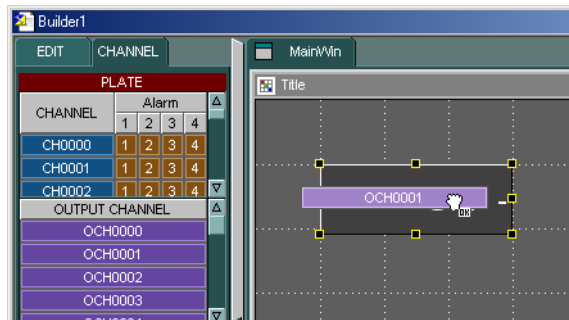 Builder1
EDIT CHANNEL MainWin
PLATE
Title
CHANNEL Alarm
1 2 3 4
CH0000 1 2 3 4
CH0001 1 2 3 4
CH0002 1 2 3 4
OUTPUT CHANNEL
OCH0000
OCH0001
OCH0002
OCH0003
OCH0001
OK